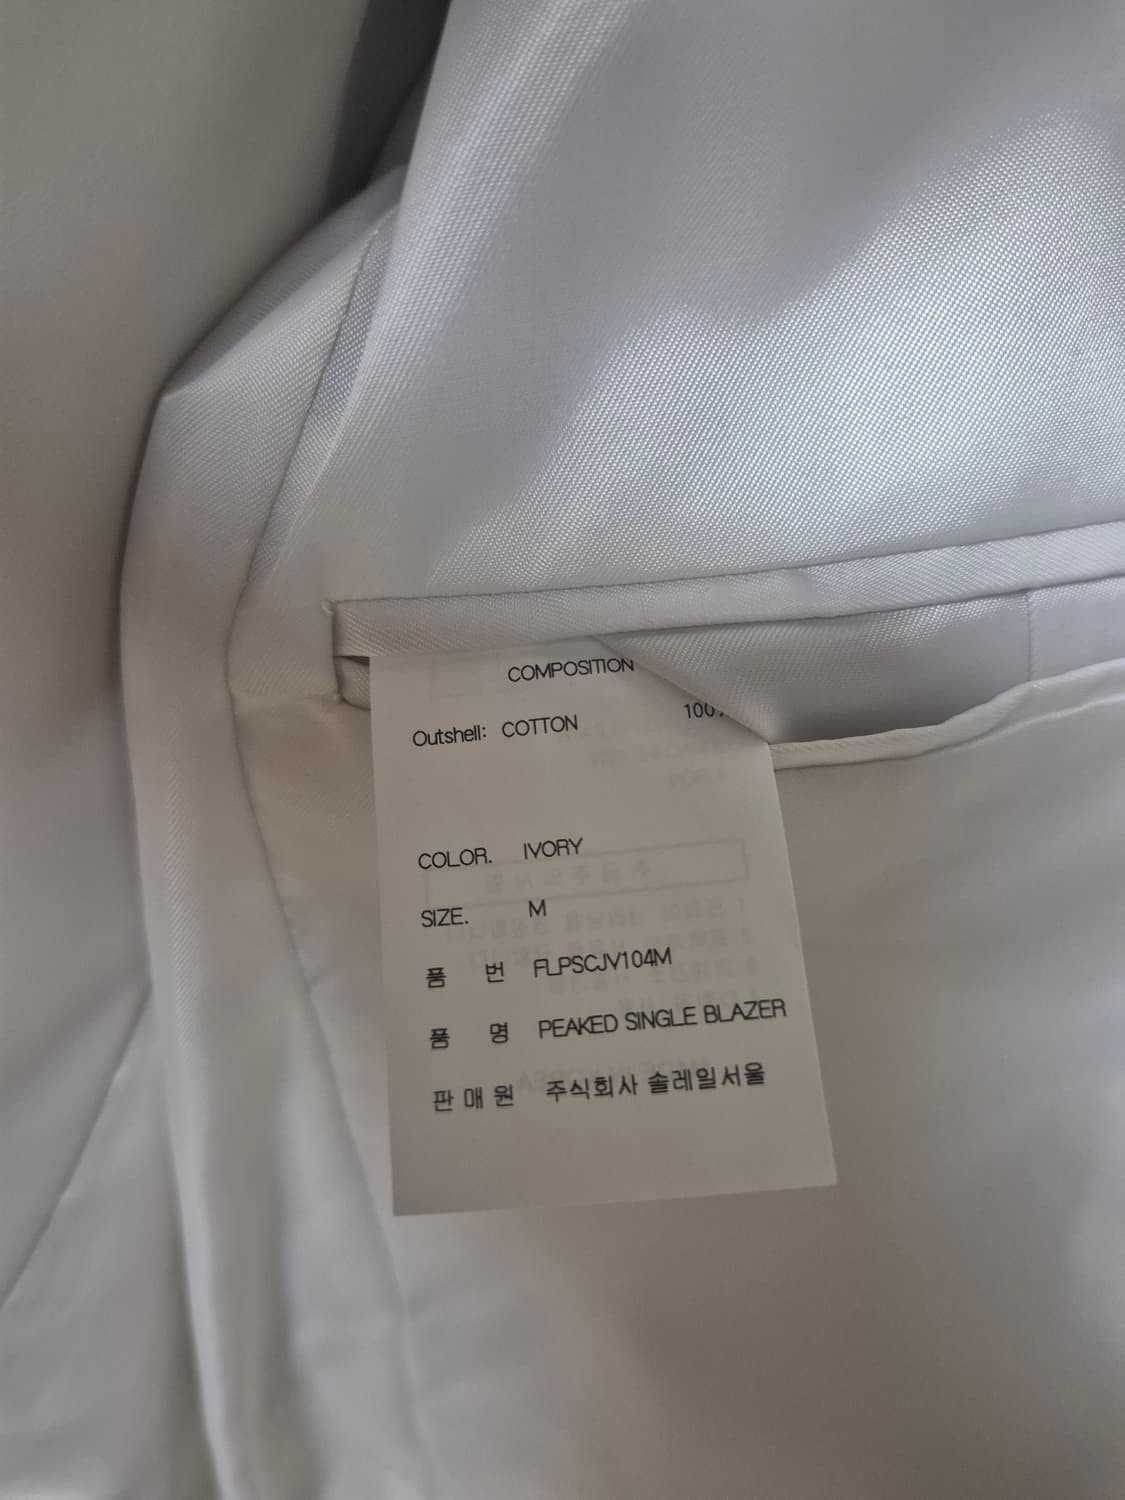 COMPOSITION
Outshell: COTTON 100%
COLOR. IVORY
SIZE. M
품 번 FLPSCJV104M
품 명 PEAKED SINGLE BLAZER
판 매 원 주식회사 솔레일서울